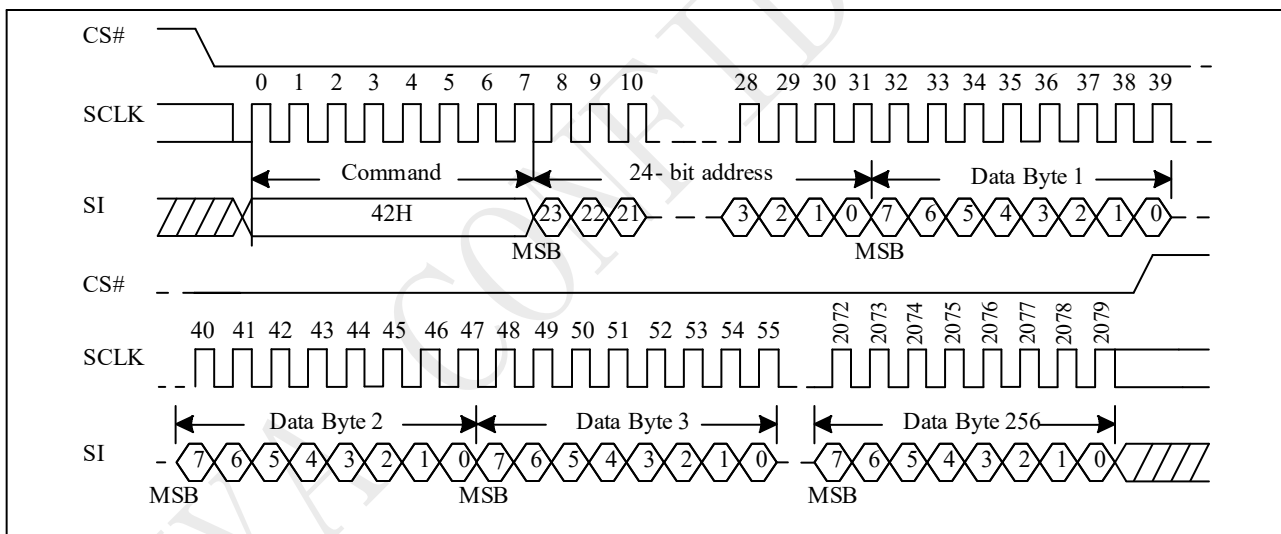 CS#
0 1 2 3 4 5 6 7 8 9 10 28 29 30 31 32 33 34 35 36 37 38 39
SCLK
Command 24- bit address Data Byte 1
SI 42H 23 22 21 3 2 1 0 7 6 5 4 3 2 1 0
MSB MSB
CS#
40 41 42 43 44 45 46 47 48 49 50 51 52 53 54 55 2072 2073 2074 2075 2076 2077 2078 2079
SCLK
Data Byte 2 Data Byte 3 Data Byte 256
SI 7 6 5 4 3 2 1 0 7 6 5 4 3 2 1 0 7 6 5 4 3 2 1 0
MSB MSB MSB
VA CONFID